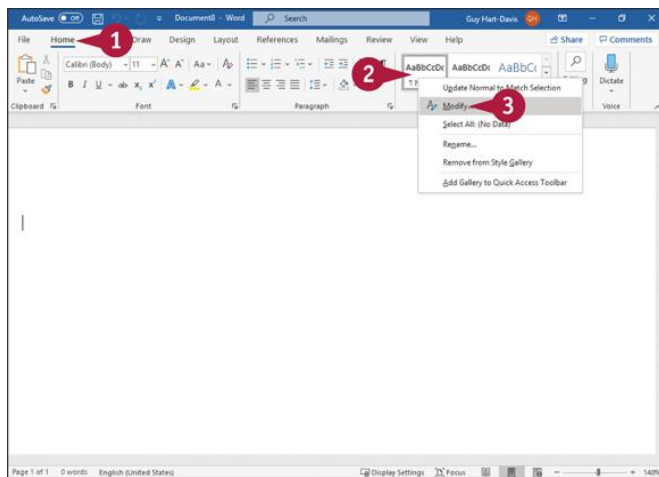 AutoSave Off Document8 - Word Search Guy Hart-Davis GH
File Home Draw Design Layout References Mailings Review View Help Share Comments
1
Paste Calibri (Body) 11 A A Aa A AaBbCcDc AaBbCcDc AaBbCc Dictate
2
B I U ab x, x² A A
Update Normal to Match Selection
Modify...
3
Clipboard Font Paragraph Voice
Select All: (No Data)
Rename...
Remove from Style Gallery
Add Gallery to Quick Access Toolbar
Page 1 of 1 0 words English (United States) Display Settings Focus 140%